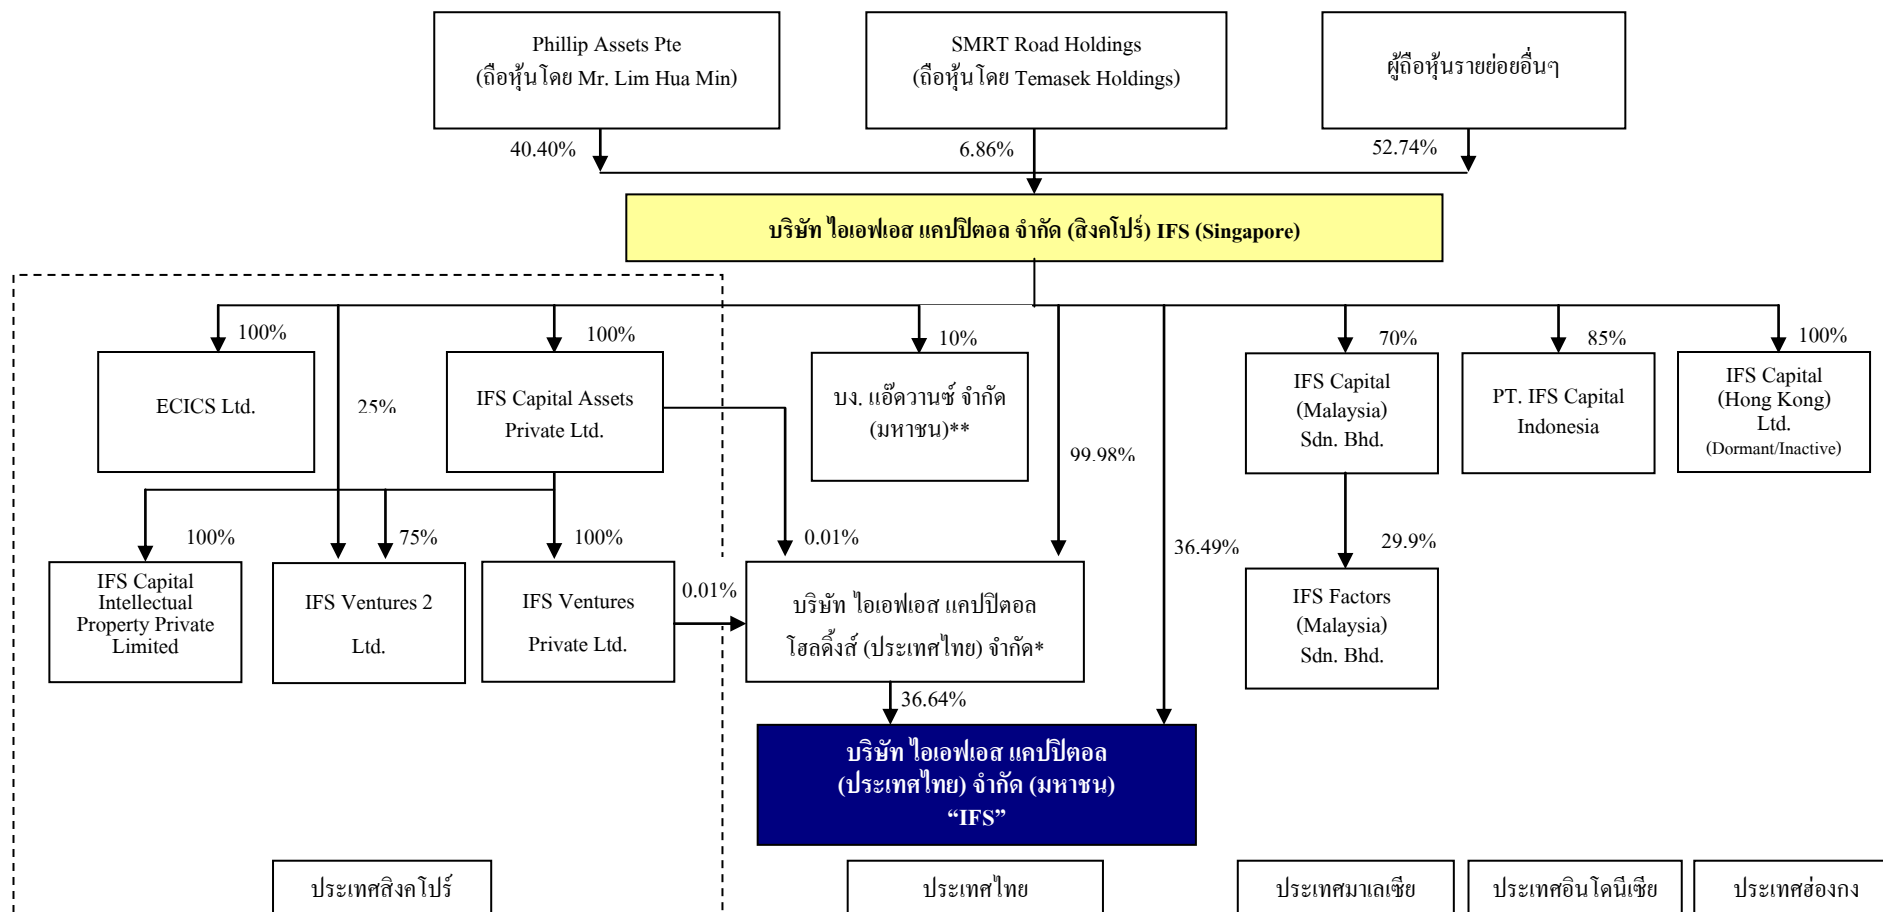 Phillip Assets Pte
(ถือหุ้นโดย Mr. Lim Hua Min)
SMRT Road Holdings
(ถือหุ้นโดย Temasek Holdings)
ผู้ถือหุ้นรายย่อยอื่นๆ
40.40%
6.86%
52.74%
บริษัท ไอเอฟเอส แคปปิตอล จำกัด (สิงคโปร์) IFS (Singapore)
100%
100%
10%
70%
85%
100%
ECICS Ltd.
25%
IFS Capital Assets
Private Ltd.
บง. แอ๊ดวานซ์ จำกัด
(มหาชน)**
99.98%
IFS Capital
(Malaysia)
Sdn. Bhd.
PT. IFS Capital
Indonesia
IFS Capital
(Hong Kong)
Ltd.
(Dormant/Inactive)
100%
75%
100%
0.01%
36.49%
29.9%
IFS Capital
Intellectual
Property Private
Limited
IFS Ventures 2
Ltd.
IFS Ventures
Private Ltd.
0.01%
บริษัท ไอเอฟเอส แคปปิตอล
โฮลดิ้งส์ (ประเทศไทย) จำกัด*
IFS Factors
(Malaysia)
Sdn. Bhd.
36.64%
บริษัท ไอเอฟเอส แคปปิตอล
(ประเทศไทย) จำกัด (มหาชน)
“IFS”
ประเทศสิงคโปร์
ประเทศไทย
ประเทศมาเลเซีย
ประเทศอินโดนีเซีย
ประเทศฮ่องกง